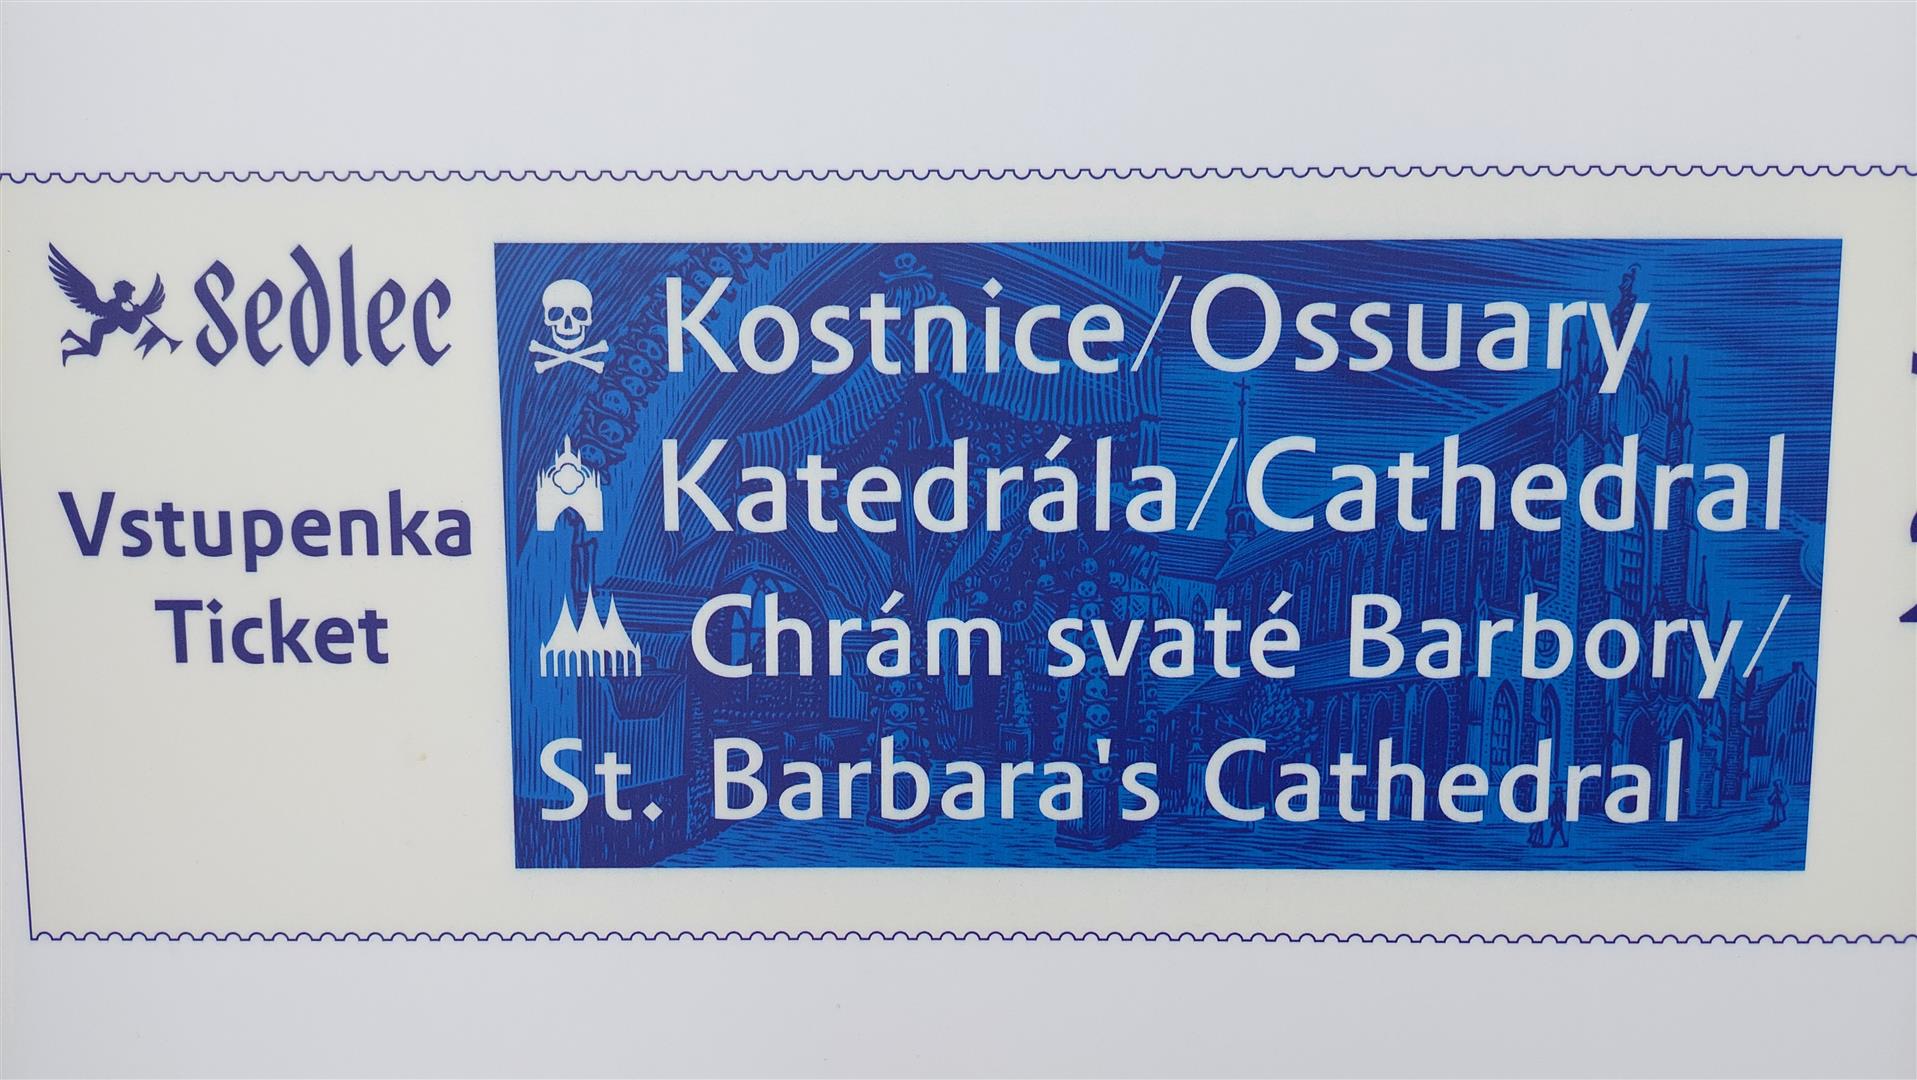 Sedlec
Vstupenka
Ticket
Kostnice/Ossuary
Katedrála/Cathedral
Chrám svaté Barbory/
St. Barbara's Cathedral